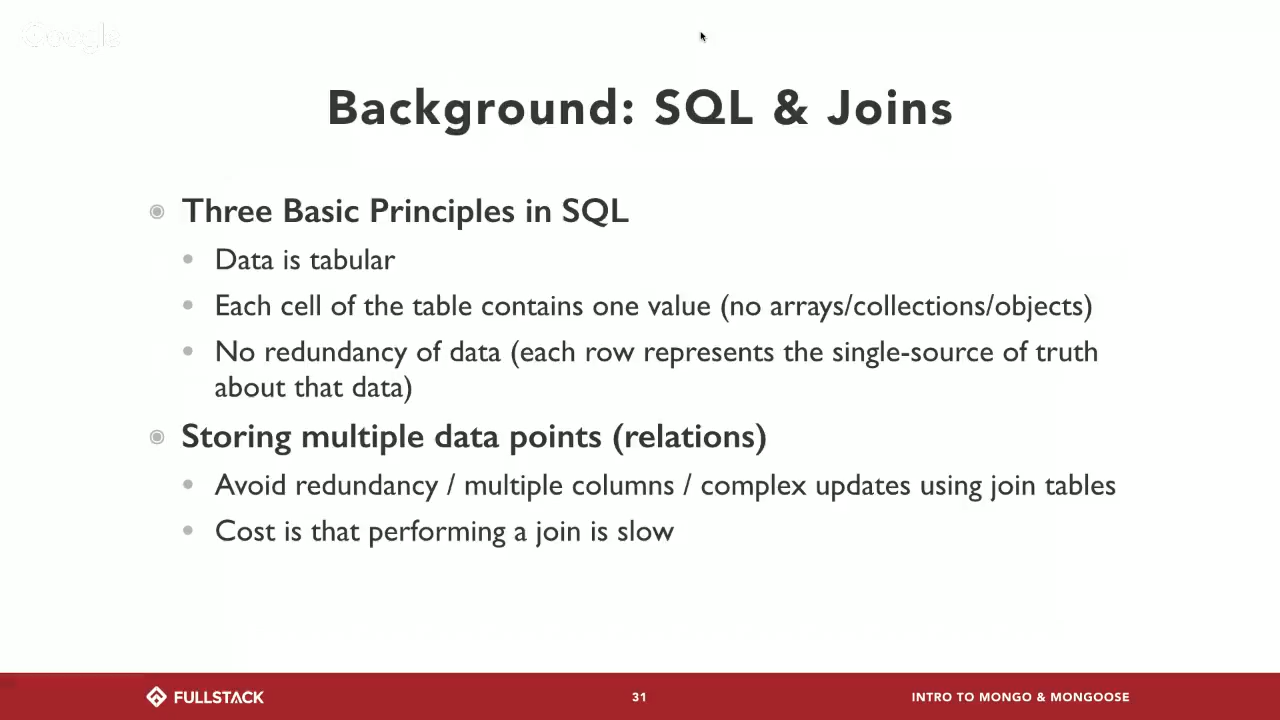 Google
Background: SQL & Joins
Three Basic Principles in SQL
Data is tabular
Each cell of the table contains one value (no arrays/collections/objects)
No redundancy of data (each row represents the single-source of truth
about that data)
Storing multiple data points (relations)
Avoid redundancy / multiple columns / complex updates using join tables
Cost is that performing a join is slow
FULLSTACK
31
INTRO TO MONGO & MONGOOSE